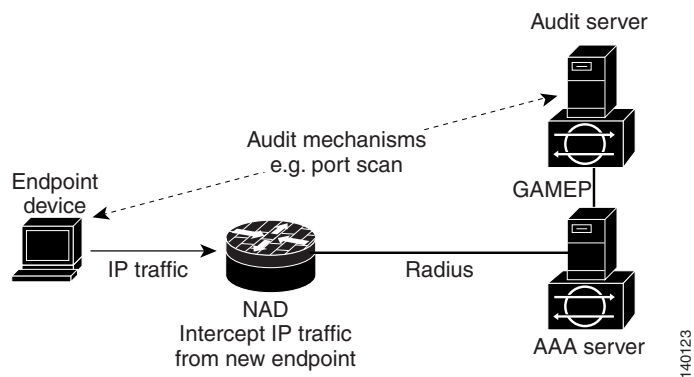 Audit server
Audit mechanisms
e.g. port scan
Endpoint
device
GAMEP
IP traffic
Radius
NAD
Intercept IP traffic
from new endpoint
AAA server
140123